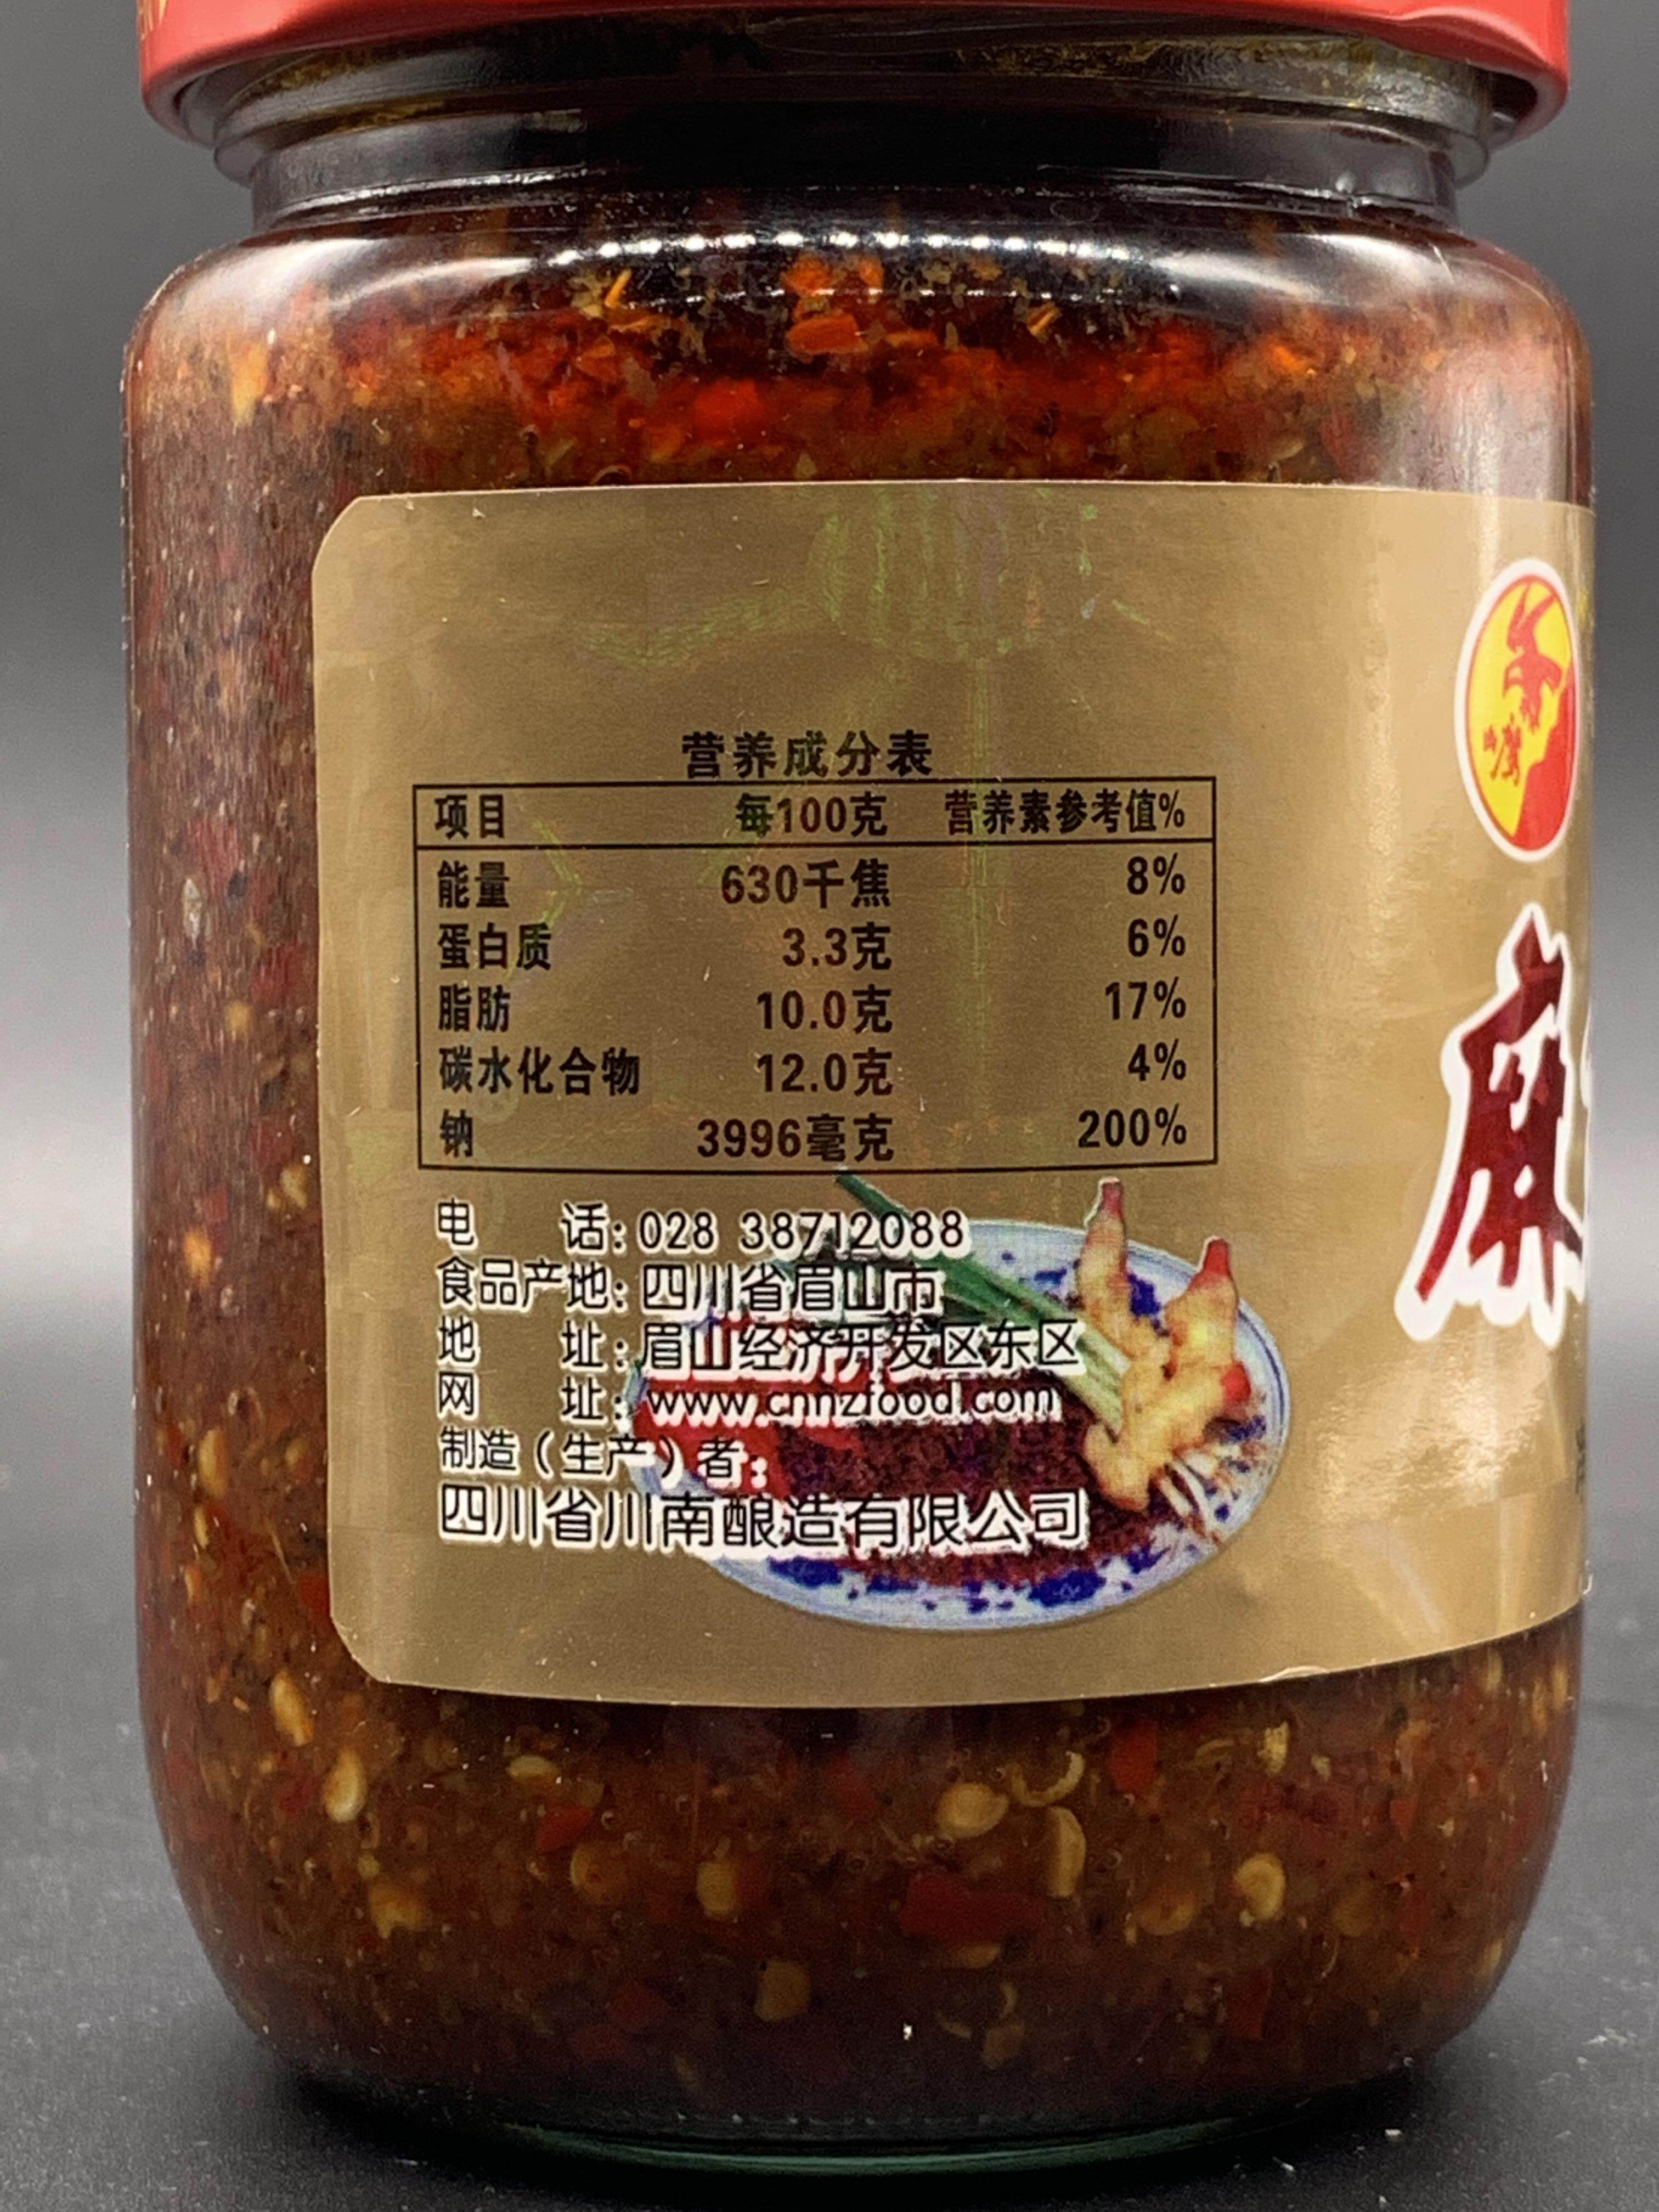 营养成分表
项目 每100克 营养素参考值%
能量 630千焦 8%
蛋白质 3.3克 6%
脂肪 10.0克 17%
碳水化合物 12.0克 4%
钠 3996毫克 200%
电 话: 028 38712088
食品产地: 四川省眉山市
地 址: 眉山经济开发区东区
网 址: www.cnnzfood.com
制造(生产)者:
四川省川南酿造有限公司
麻